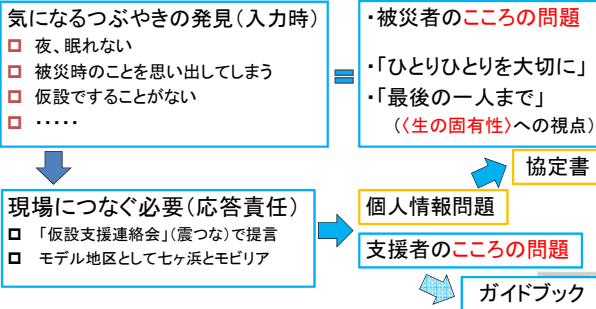 気になるつぶやきの発見(入力時)
夜、眠れない
被災時のことを思い出してしまう
仮設ですることがない
・・・・・
・被災者のこころの問題
・「ひとりひとりを大切に」
・「最後の一人まで」
(〈生の固有性〉への視点)
現場につなぐ必要(応答責任)
「仮設支援連絡会」(震つな)で提言
モデル地区として七ヶ浜とモビリア
協定書
個人情報問題
支援者のこころの問題
ガイドブック